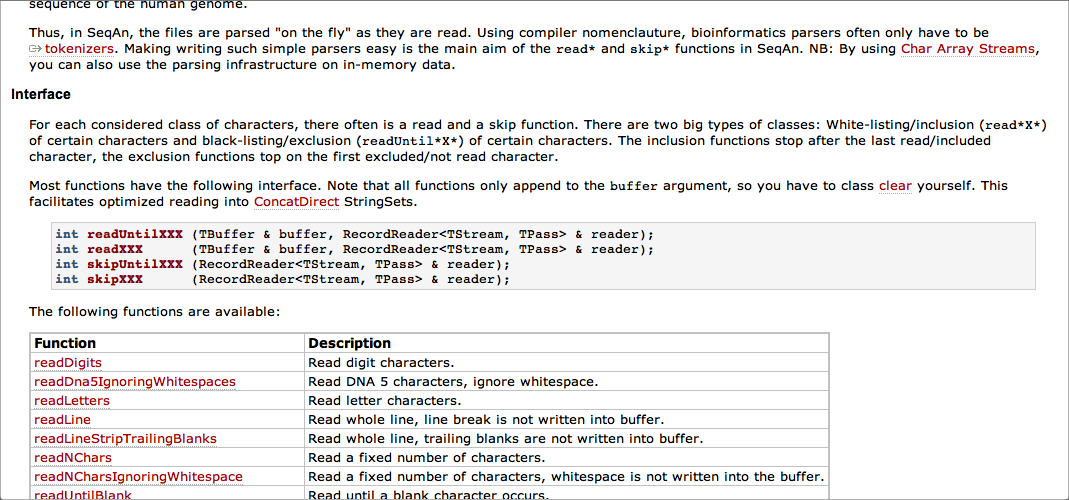 sequence of the human genome.
Thus, in SeqAn, the files are parsed "on the fly" as they are read. Using compiler nomenclauture, bioinformatics parsers often only have to be
tokenizers. Making writing such simple parsers easy is the main aim of the read* and skip* functions in SeqAn. NB: By using Char Array Streams,
you can also use the parsing infrastructure on in-memory data.
Interface
For each considered class of characters, there often is a read and a skip function. There are two big types of classes: White-listing/inclusion (read*X*)
of certain characters and black-listing/exclusion (readUntil*X*) of certain characters. The inclusion functions stop after the last read/included
character, the exclusion functions top on the first excluded/not read character.
Most functions have the following interface. Note that all functions only append to the buffer argument, so you have to class clear yourself. This
facilitates optimized reading into ConcatDirect StringSets.
int readUntilXXX (TBuffer & buffer, RecordReader<TStream, TPass> & reader);
int readXXX (TBuffer & buffer, RecordReader<TStream, TPass> & reader);
int skipUntilXXX (RecordReader<TStream, TPass> & reader);
int skipXXX (RecordReader<TStream, TPass> & reader);
The following functions are available:
Function Description
readDigits Read digit characters.
readDna5IgnoringWhitespaces Read DNA 5 characters, ignore whitespace.
readLetters Read letter characters.
readLine Read whole line, line break is not written into buffer.
readLineStripTrailingBlanks Read whole line, trailing blanks are not written into buffer.
readNChars Read a fixed number of characters.
readNCharsIgnoringWhitespace Read a fixed number of characters, whitespace is not written into the buffer.
readUntilBlank Read until a blank character occurs.